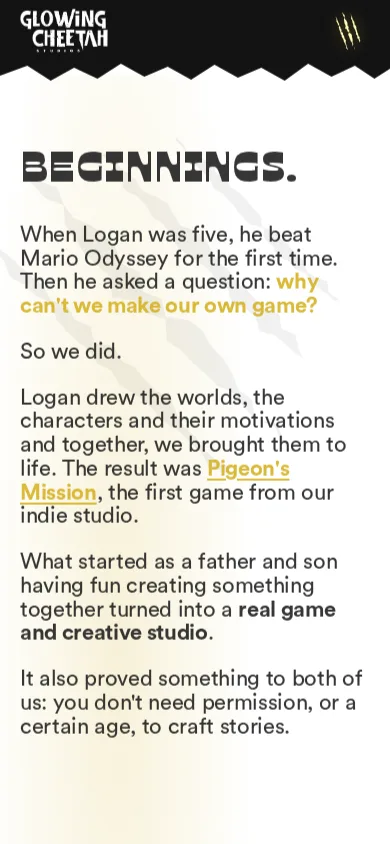 GLOWING
CHEETAH
STUDIOS
BEGINNINGS.
When Logan was five, he beat
Mario Odyssey for the first time.
Then he asked a question: why
can't we make our own game?
So we did.
Logan drew the worlds, the
characters and their motivations
and together, we brought them to
life. The result was Pigeon's
Mission, the first game from our
indie studio.
What started as a father and son
having fun creating something
together turned into a real game
and creative studio.
It also proved something to both of
us: you don't need permission, or a
certain age, to craft stories.